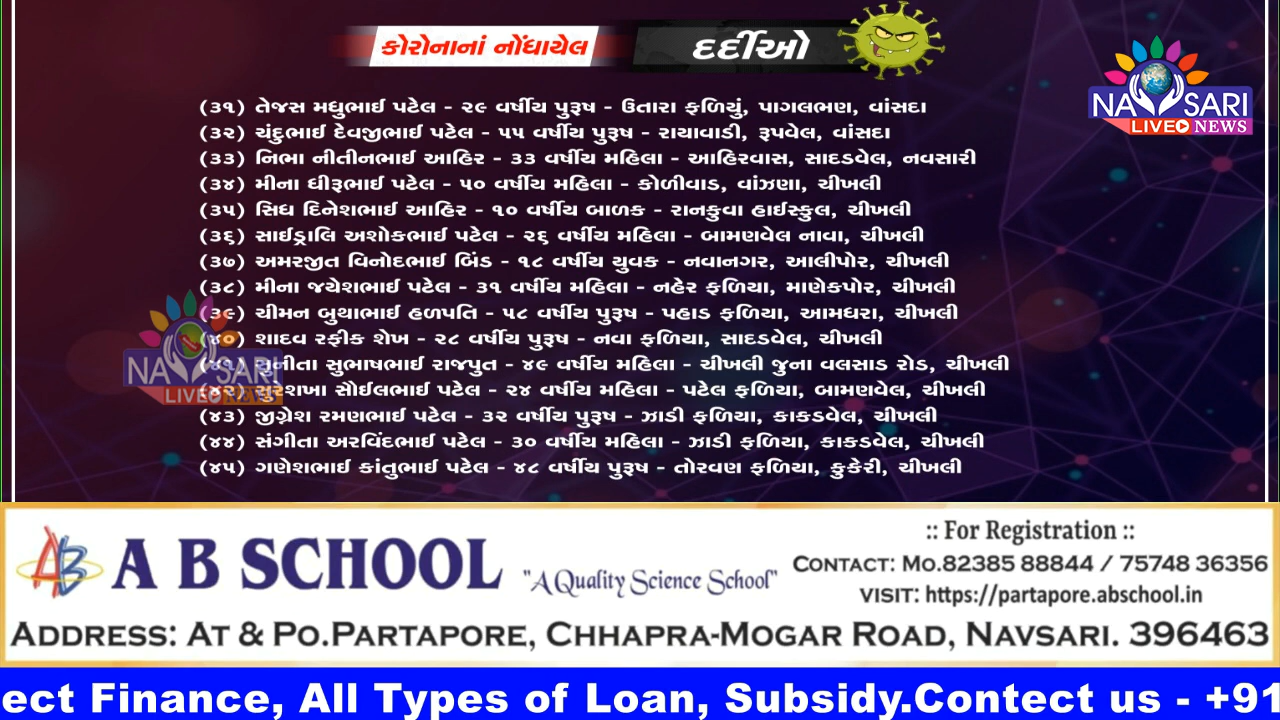 કોરોનાનાં નોંધાયેલ દર્દીઓ
NAVSARI
LIVE NEWS
(૩૧) તેજસ મધુભાઈ પટેલ - ૨૯ વર્ષીય પુરૂષ - ઉતારા ફળિયું, પાગલભણ, વાંસદા
(૩૨) ચંદુભાઈ દેવજીભાઈ પટેલ - ૫૫ વર્ષીય પુરૂષ - રાયાવાડી, રૂપવેલ, વાંસદા
(૩૩) નિભા નીતીનભાઈ આહિર - ૩૩ વર્ષીય મહિલા - આહિરવાસ, સાદડવેલ, નવસારી
(૩૪) મીના ધીરૂભાઈ પટેલ - ૫૦ વર્ષીય મહિલા - કોળીવાડ, વાંઝણા, ચીખલી
(૩૫) સિધ દિનેશભાઈ આહિર - ૧૦ વર્ષીય બાળક - રાનકુવા હાઈસ્કુલ, ચીખલી
(૩૬) સાઈડ્રાલિ અશોકભાઈ પટેલ - ૨૬ વર્ષીય મહિલા - બામણવેલ નાવા, ચીખલી
(૩૭) અમરજીત વિનોદભાઈ બિંડ - ૧૮ વર્ષીય યુવક - નવાનગર, આલીપોર, ચીખલી
(૩૮) મીના જયેશભાઈ પટેલ - ૩૧ વર્ષીય મહિલા - નહેર ફળિયા, માણેકપોર, ચીખલી
(૩૯) ચીમન બુથાભાઈ હળપતિ - ૫૮ વર્ષીય પુરૂષ - પહાડ ફળિયા, આમધરા, ચીખલી
(૪૦) શાદવ રફીક શેખ - ૨૮ વર્ષીય પુરૂષ - નવા ફળિયા, સાદડવેલ, ચીખલી
(૪૧) સુનીતા સુભાષભાઈ રાજપુત - ૪૯ વર્ષીય મહિલા - ચીખલી જુના વલસાડ રોડ, ચીખલી
(૪૨) સુરેશખા સૌઈલભાઈ પટેલ - ૨૪ વર્ષીય મહિલા - પટેલ ફળિયા, બામણવેલ, ચીખલી
(૪૩) જીગ્નેશ રમણભાઈ પટેલ - ૩૨ વર્ષીય પુરૂષ - ઝાડી ફળિયા, કાકડવેલ, ચીખલી
(૪૪) સંગીતા અરવિંદભાઈ પટેલ - ૩૦ વર્ષીય મહિલા - ઝાડી ફળિયા, કાકડવેલ, ચીખલી
(૪૫) ગણેશભાઈ કાંતુભાઈ પટેલ - ૪૮ વર્ષીય પુરૂષ - તોરવણ ફળિયા, કુકેરી, ચીખલી
NAVSARI
LIVE NEWS
AB A B SCHOOL "A Quality Science School"
:: For Registration ::
CONTACT: MO.82385 88844 / 75748 36356
VISIT: https://partapore.abschool.in
ADDRESS: AT & PO.PARTAPORE, CHHAPRA-MOGAR ROAD, NAVSARI. 396463
ect Finance, All Types of Loan, Subsidy.Contect us - +91